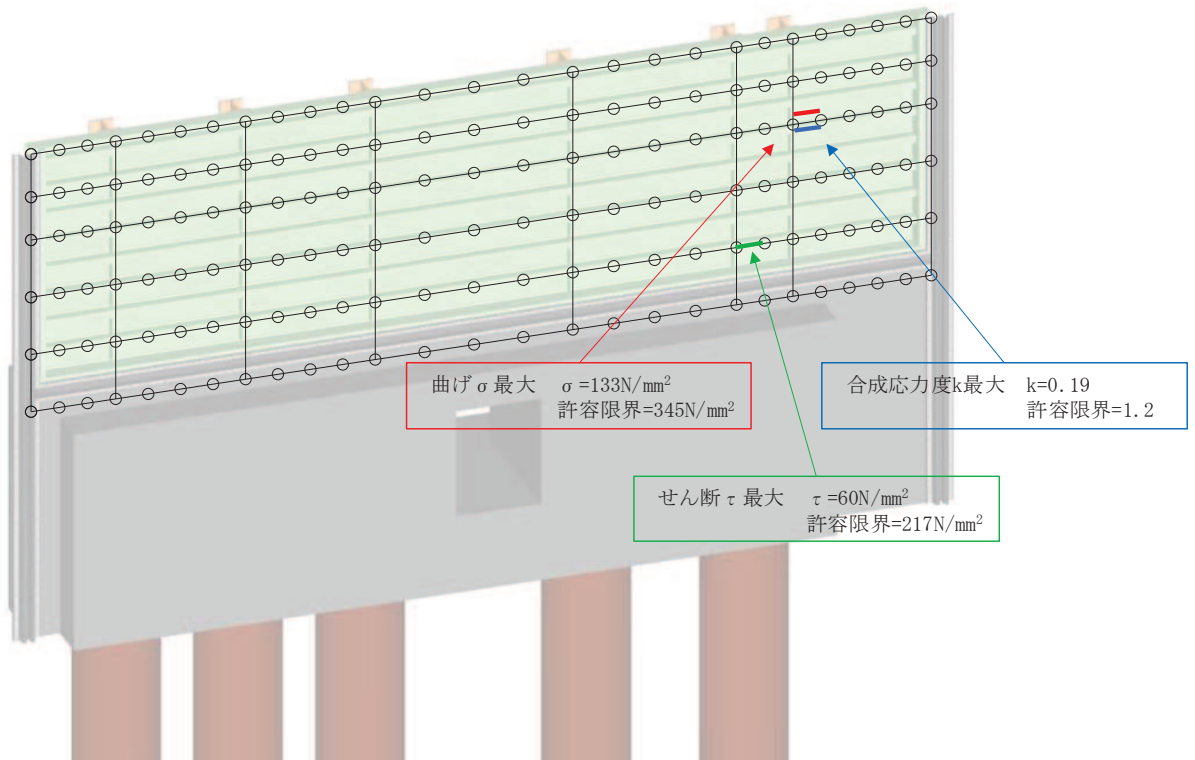 曲げσ最大 σ=133N/mm²
許容限界=345N/mm²
合成応力度k最大 k=0.19
許容限界=1.2
せん断τ最大 τ=60N/mm²
許容限界=217N/mm²